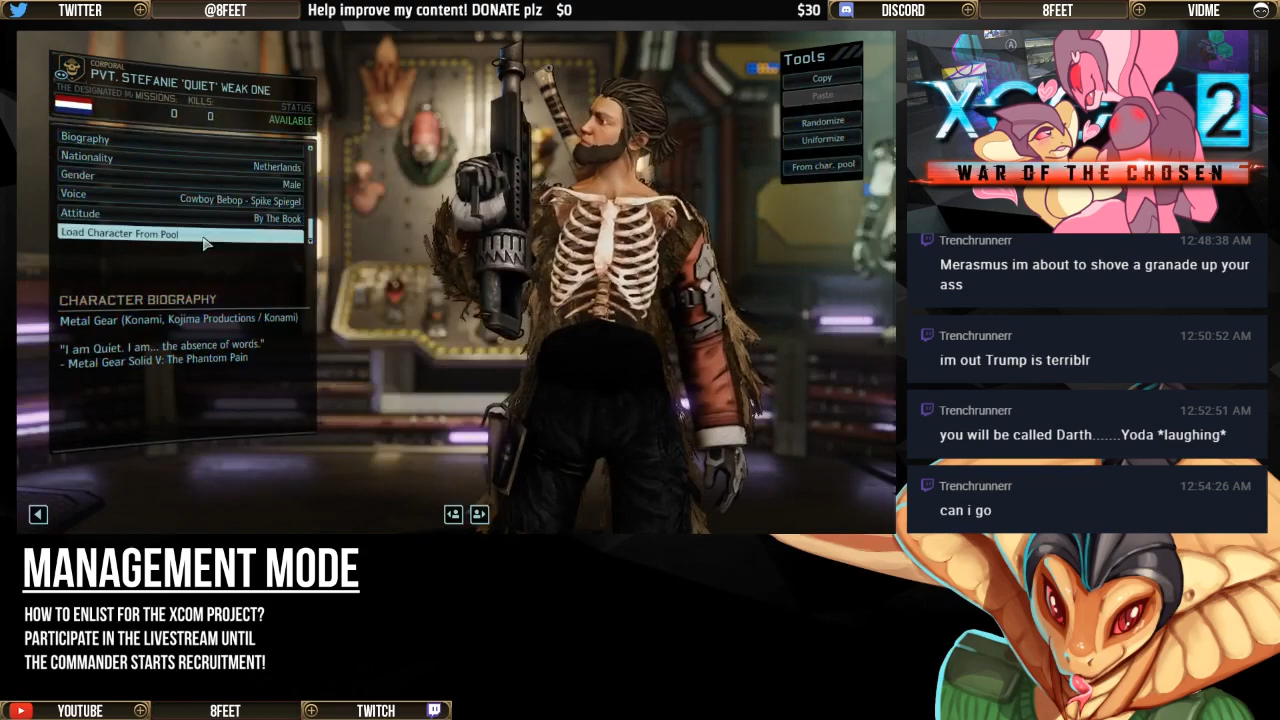 TWITTER
@8FEET
Help improve my content! DONATE plz $0
$30
DISCORD
8FEET
VIDME
CORPORAL
PVT. STEFANIE 'QUIET' WEAK ONE
MISSIONS:
KILLS:
STATUS
0
0
AVAILABLE
Biography
Nationality
Netherlands
Gender
Male
Voice
Cowboy Bebop - Spike Spiegel
Attitude
By The Book
Load Character From Pool
CHARACTER BIOGRAPHY
Metal Gear (Konami, Kojima Productions / Konami)
"I am Quiet. I am... the absence of words."
- Metal Gear Solid V: The Phantom Pain
Tools
Copy
Paste
Randomize
Uniformize
From char. pool
2
WAR OF THE CHOSEN
Trenchrunnerr
12:48:38 AM
Merasmus im about to shove a granade up your
ass
Trenchrunnerr
12:50:52 AM
im out Trump is terriblr
Trenchrunnerr
12:52:51 AM
you will be called Darth.......Yoda *laughing*
Trenchrunnerr
12:54:26 AM
can i go
MANAGEMENT MODE
HOW TO ENLIST FOR THE XCOM PROJECT?
PARTICIPATE IN THE LIVESTREAM UNTIL
THE COMMANDER STARTS RECRUITMENT!
YOUTUBE
8FEET
TWITCH